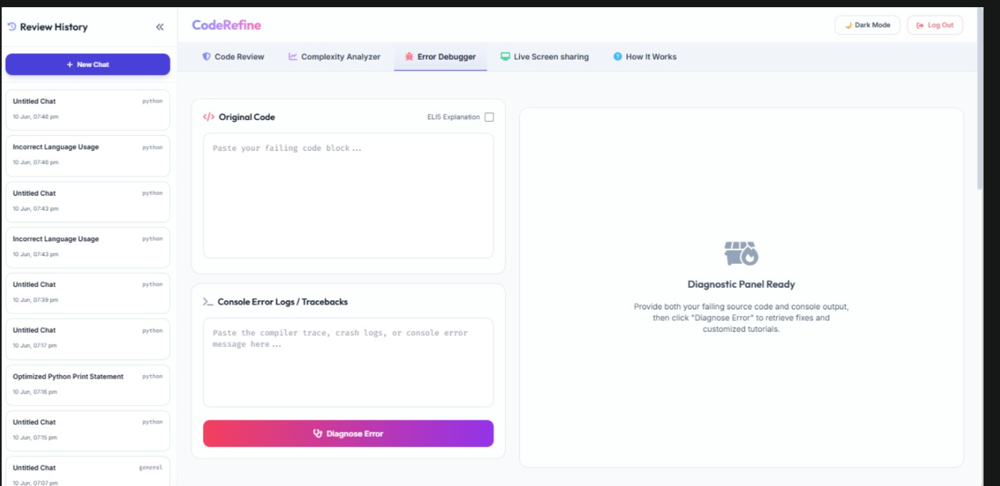 Review History
New Chat
Untitled Chat python
10 Jun, 07:46 pm
Incorrect Language Usage python
10 Jun, 07:46 pm
Untitled Chat python
10 Jun, 07:43 pm
Incorrect Language Usage python
10 Jun, 07:43 pm
Untitled Chat python
10 Jun, 07:39 pm
Untitled Chat python
10 Jun, 07:17 pm
Optimized Python Print Statement python
10 Jun, 07:16 pm
Untitled Chat python
10 Jun, 07:15 pm
Untitled Chat general
10 Jun, 07:07 pm
CodeRefine
Dark Mode
Log Out
Code Review
Complexity Analyzer
Error Debugger
Live Screen sharing
How It Works
</> Original Code
ELI5 Explanation
Paste your failing code block...
Console Error Logs / Tracebacks
Paste the compiler trace, crash logs, or console error
message here...
Diagnose Error
Diagnostic Panel Ready
Provide both your failing source code and console output,
then click "Diagnose Error" to retrieve fixes and
customized tutorials.